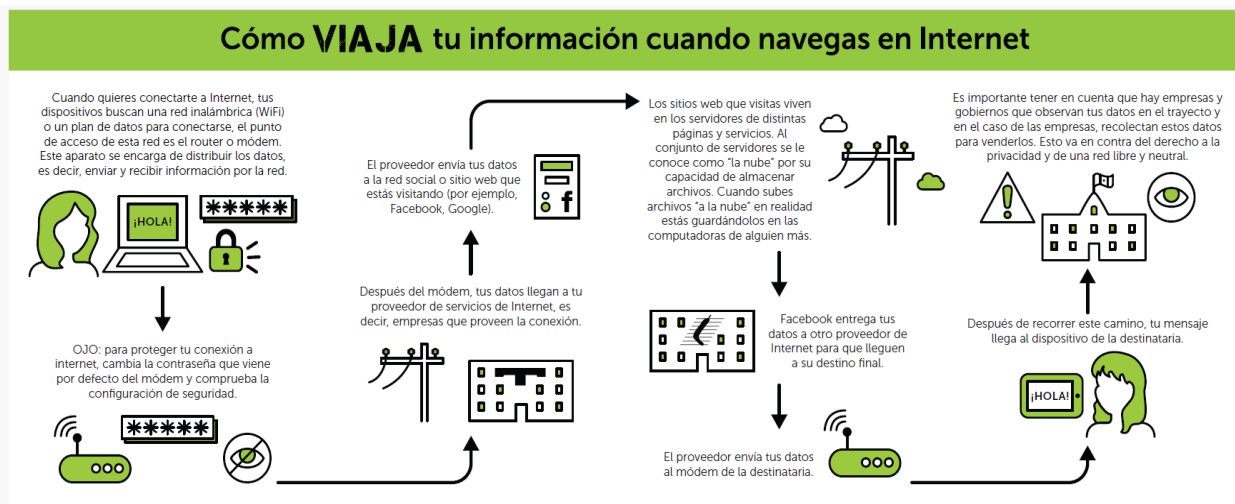 Cómo VIAJA tu información cuando navegas en Internet
Cuando quieres conectarte a Internet, tus
dispositivos buscan una red inalámbrica (WiFi)
o un plan de datos para conectarse, el punto
de acceso de esta red es el router o módem.
Este aparato se encarga de distribuir los datos,
es decir, enviar y recibir información por la red.
¡HOLA!
*****
OJO: para proteger tu conexión a
internet, cambia la contraseña que viene
por defecto del módem y comprueba la
configuración de seguridad.
*****
El proveedor envía tus datos
a la red social o sitio web que
estás visitando (por ejemplo,
Facebook, Google).
f
Después del módem, tus datos llegan a tu
proveedor de servicios de Internet, es
decir, empresas que proveen la conexión.
Los sitios web que visitas viven
en los servidores de distintas
páginas y servicios. Al
conjunto de servidores se le
conoce como “la nube” por su
capacidad de almacenar
archivos. Cuando subes
archivos “a la nube” en realidad
estás guardándolos en las
computadoras de alguien más.
Facebook entrega tus
datos a otro proveedor de
Internet para que lleguen
a su destino final.
El proveedor envía tus datos
al módem de la destinataria.
Es importante tener en cuenta que hay empresas y
gobiernos que observan tus datos en el trayecto y
en el caso de las empresas, recolectan estos datos
para venderlos. Esto va en contra del derecho a la
privacidad y de una red libre y neutral.
Después de recorrer este camino, tu mensaje
llega al dispositivo de la destinataria.
¡HOLA!